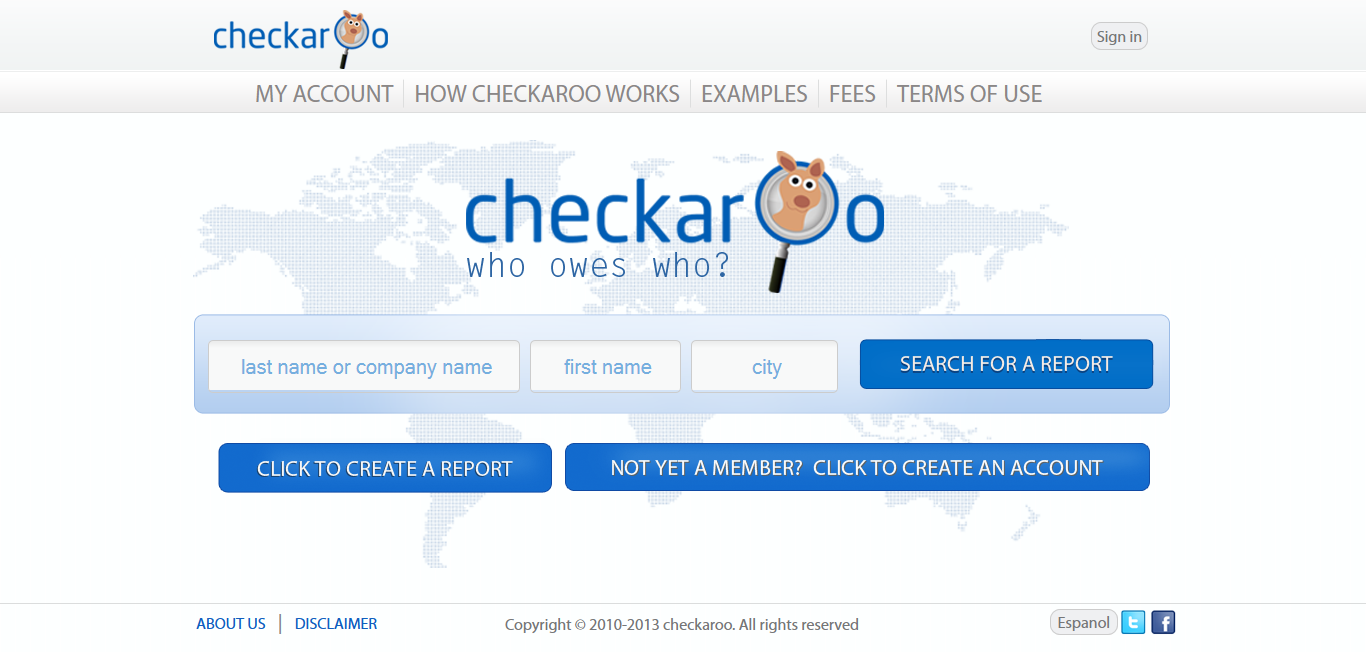 checkaroo
Sign in
MY ACCOUNT HOW CHECKAROO WORKS EXAMPLES FEES TERMS OF USE
checkaroo
who owes who?
last name or company name first name city SEARCH FOR A REPORT
CLICK TO CREATE A REPORT NOT YET A MEMBER? CLICK TO CREATE AN ACCOUNT
ABOUT US | DISCLAIMER Copyright © 2010-2013 checkaroo. All rights reserved Espanol t f